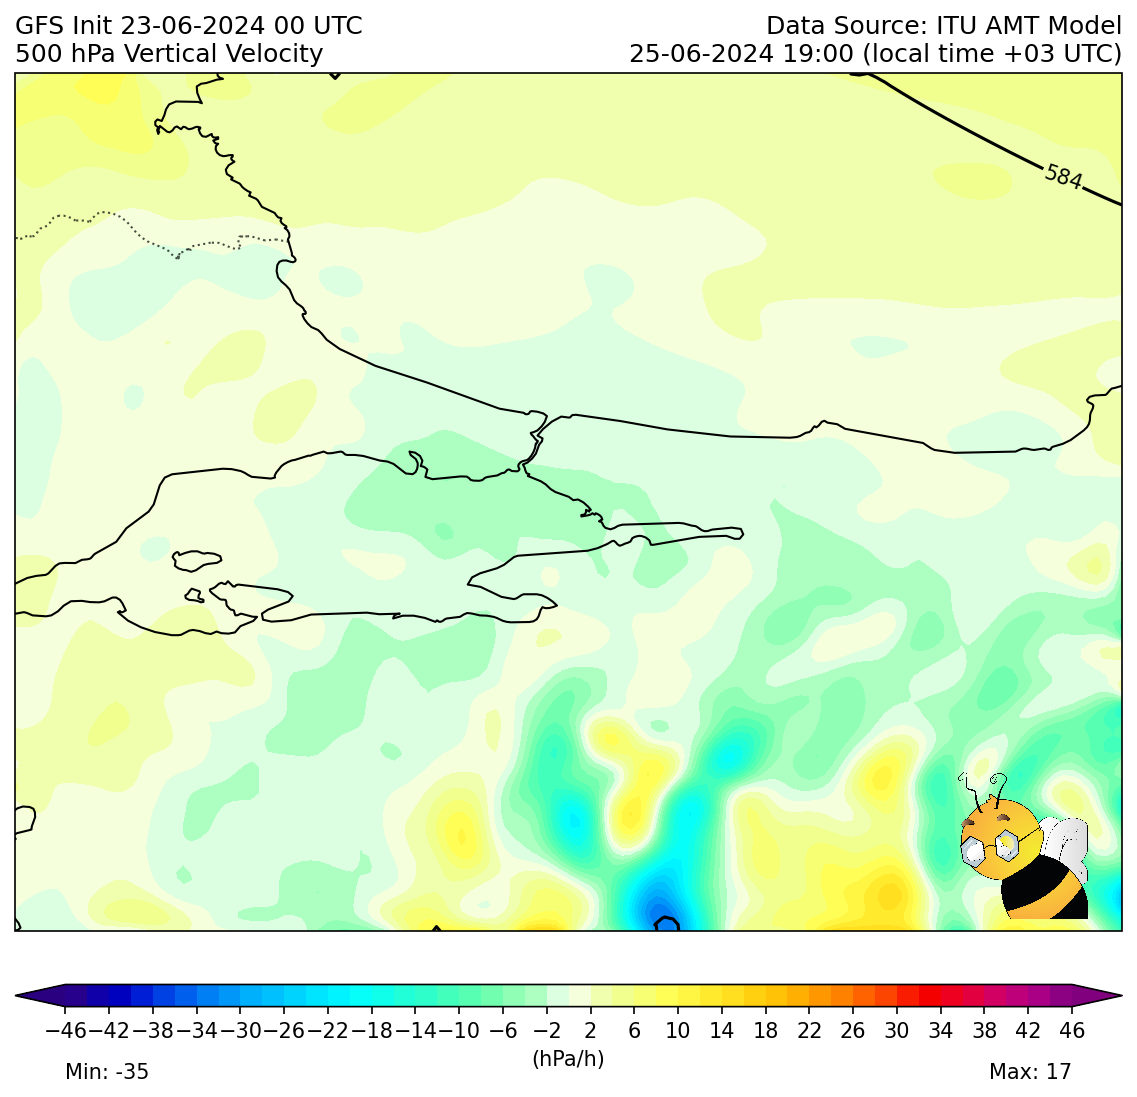 GFS Init 23-06-2024 00 UTC
Data Source: ITU AMT Model
500 hPa Vertical Velocity
25-06-2024 19:00 (local time +03 UTC)
584
−46 −42 −38 −34 −30 −26 −22 −18 −14 −10 −6 −2 2 6 10 14 18 22 26 30 34 38 42 46
(hPa/h)
Min: -35
Max: 17